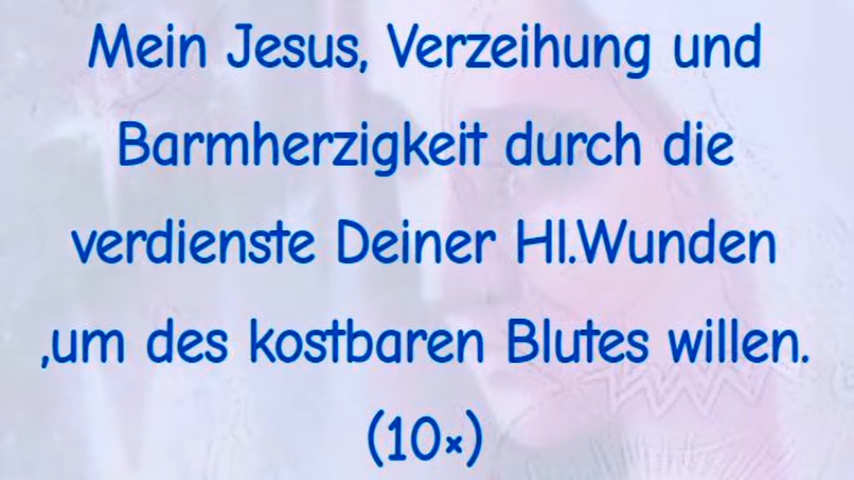 Mein Jesus, Verzeihung und
Barmherzigkeit durch die
verdienste Deiner Hl.Wunden
,um des kostbaren Blutes willen.
(10×)